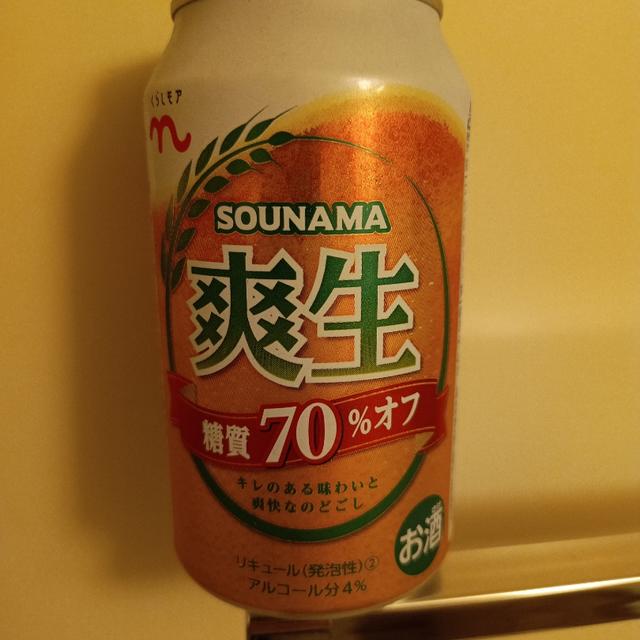 くらしモア
SOUNAMA
爽生
糖質70%オフ
キレのある味わいと
爽快なのどごし
お酒
リキュール(発泡性)②
アルコール分4%